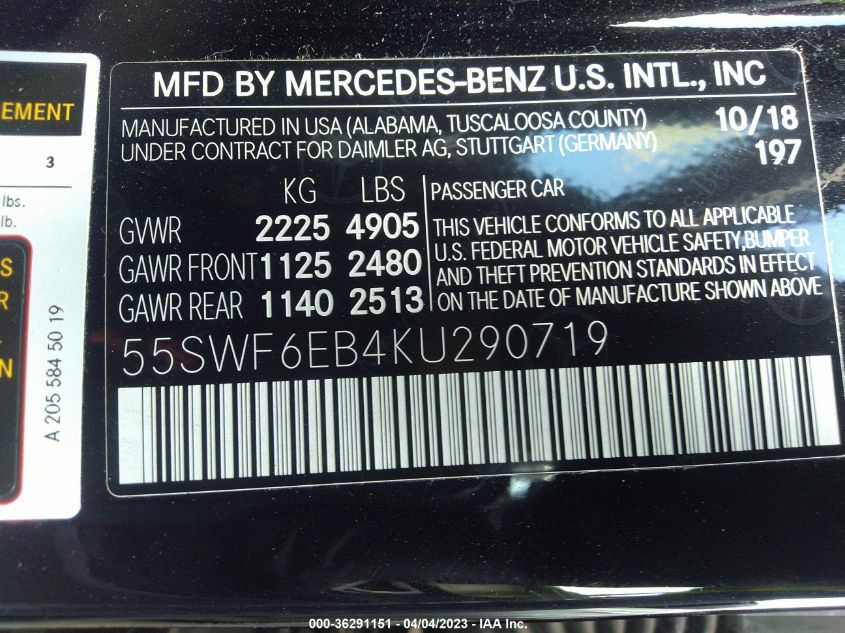 EMENT
3
lbs.
lb.
S
R
N
A 205 584 50 19
MFD BY MERCEDES-BENZ U.S. INTL., INC
MANUFACTURED IN USA (ALABAMA, TUSCALOOSA COUNTY) 10/18
UNDER CONTRACT FOR DAIMLER AG, STUTTGART (GERMANY) 197
KG LBS
GVWR 2225 4905
GAWR FRONT 1125 2480
GAWR REAR 1140 2513
PASSENGER CAR
THIS VEHICLE CONFORMS TO ALL APPLICABLE
U.S. FEDERAL MOTOR VEHICLE SAFETY,BUMPER
AND THEFT PREVENTION STANDARDS IN EFFECT
ON THE DATE OF MANUFACTURE SHOWN ABOVE
55SWF6EB4KU290719
000-36291151 - 04/04/2023 - IAA Inc.